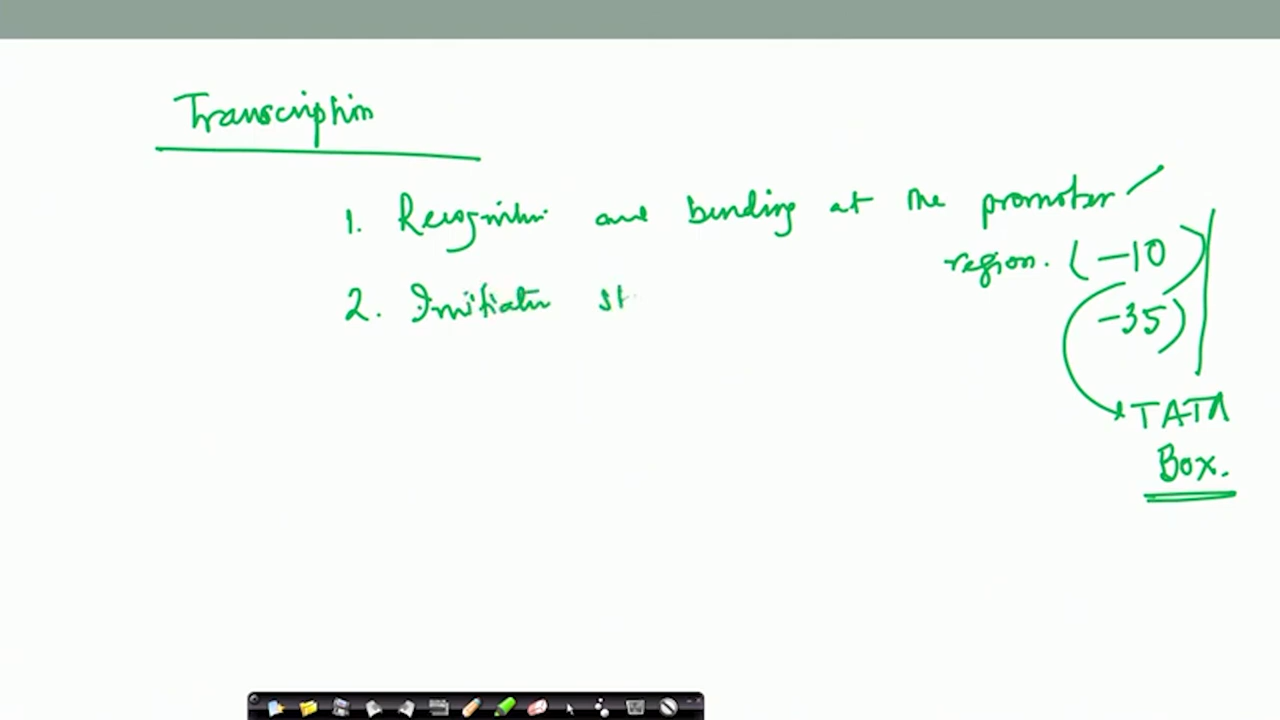 Transcription
1. Recognition and binding at the promoter
region. (-10
-35)
2. Initiation st
TATA
Box.